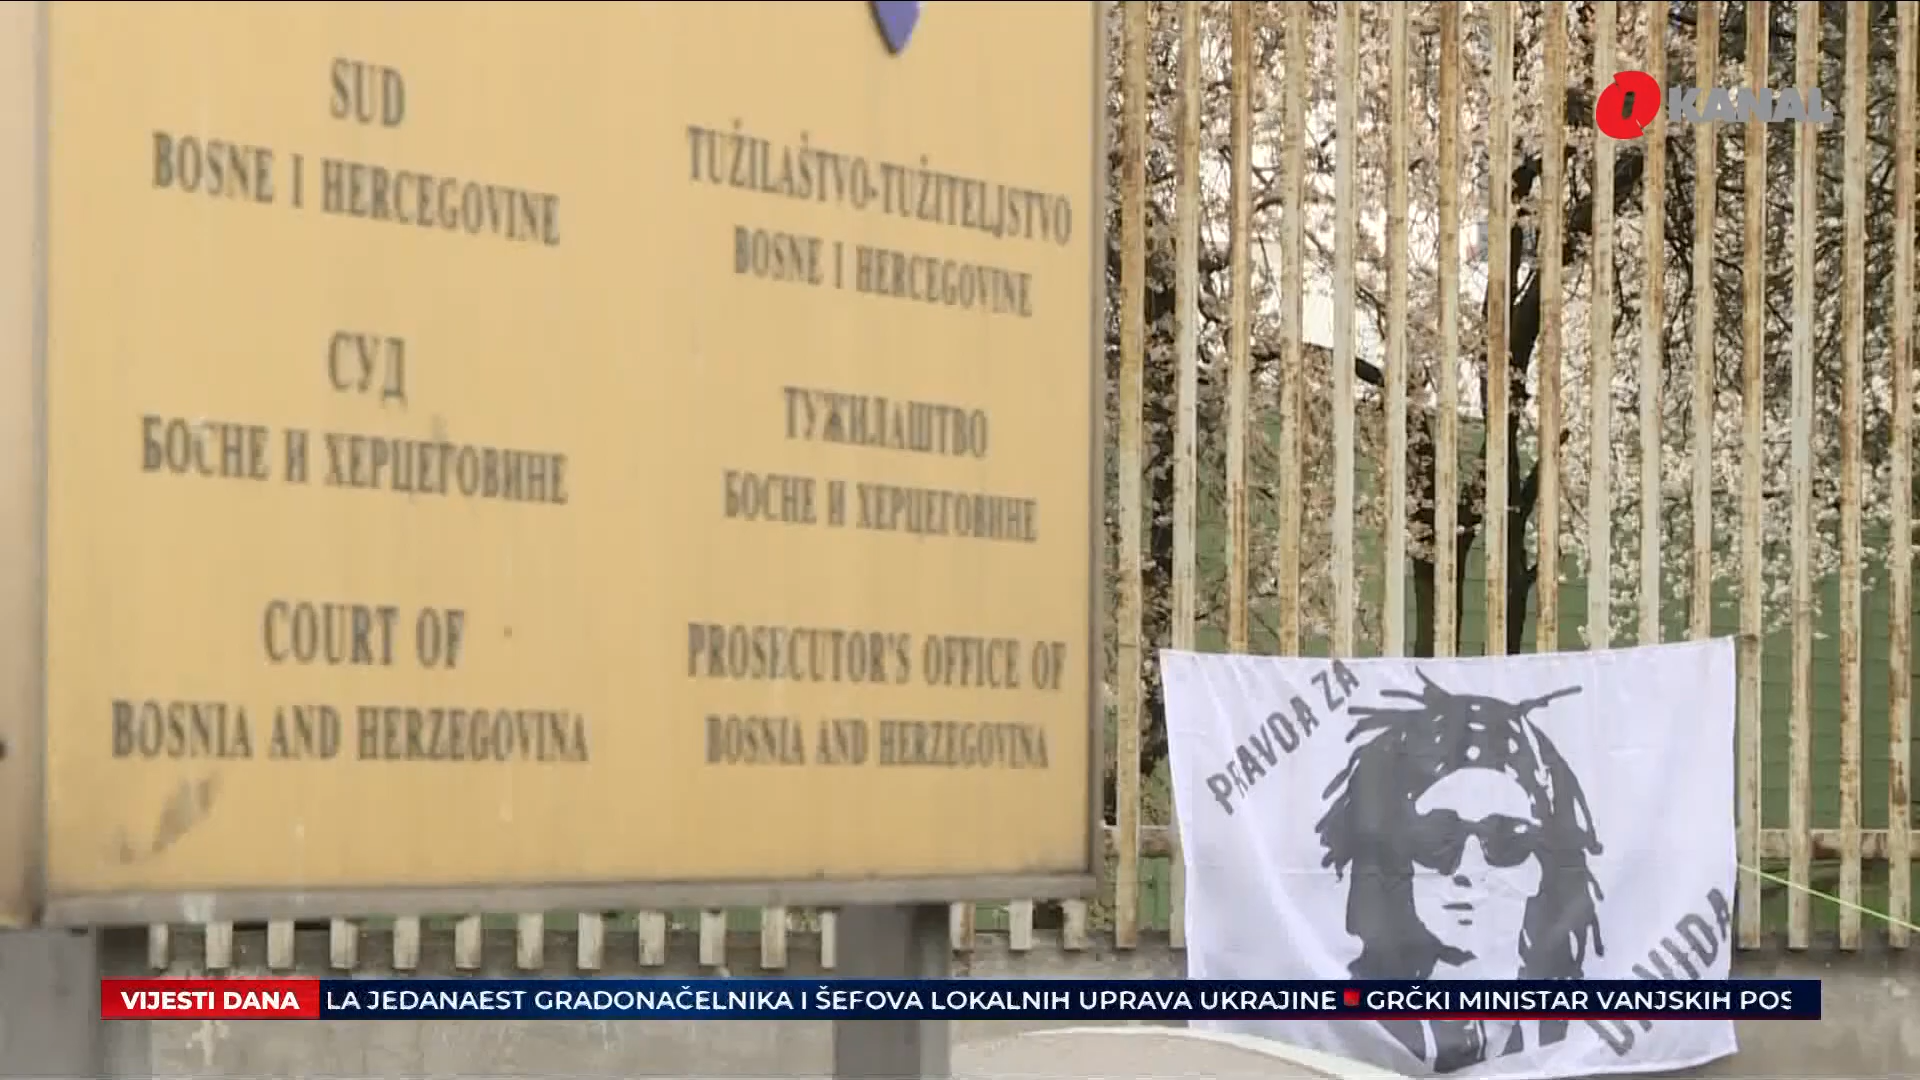 SUD
BOSNE I HERCEGOVINE
СУД
БОСНЕ И ХЕРЦЕГОВИНЕ
COURT OF
BOSNIA AND HERZEGOVINA
TUŽILAŠTVO-TUŽITELJSTVO
BOSNE I HERCEGOVINE
ТУЖИЛАШТВО
БОСНЕ И ХЕРЦЕГОВИНЕ
PROSECUTOR'S OFFICE OF
BOSNIA AND HERZEGOVINA
O KANAL
PRAVDA ZA
DAVIDA
VIJESTI DANA
LA JEDANAEST GRADONAČELNIKA I ŠEFOVA LOKALNIH UPRAVA UKRAJINE
GRČKI MINISTAR VANJSKIH POS